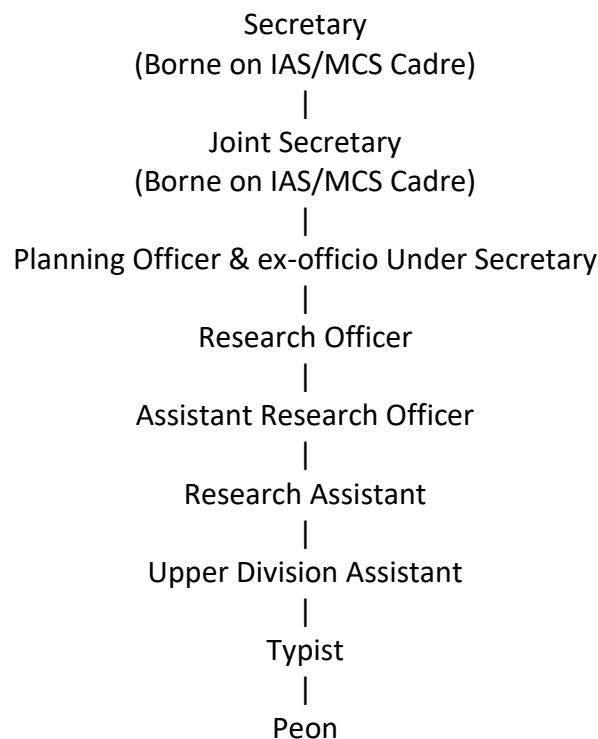 Secretary
(Borne on IAS/MCS Cadre)
|
Joint Secretary
(Borne on IAS/MCS Cadre)
|
Planning Officer & ex-officio Under Secretary
|
Research Officer
|
Assistant Research Officer
|
Research Assistant
|
Upper Division Assistant
|
Typist
|
Peon